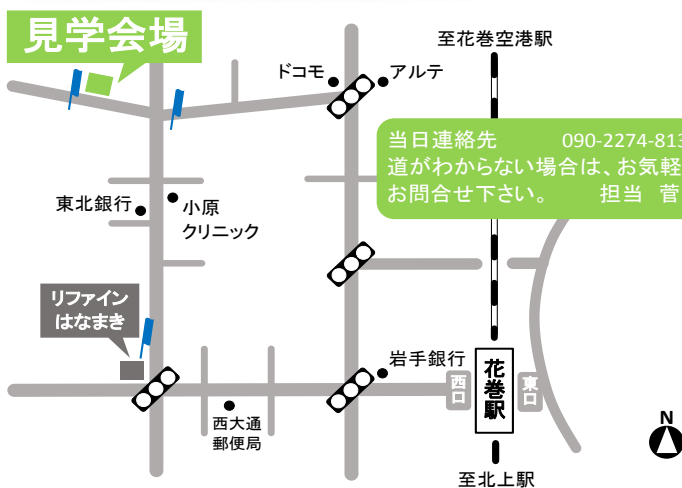 見学会場
至花巻空港駅
ドコモ
アルテ
当日連絡先 090-2274-813
道がわからない場合は、お気軽
お問合せ下さい。 担当 菅
東北銀行
小原
クリニック
リファイン
はなまき
岩手銀行
西口
花巻駅
東口
西大通
郵便局
N
至北上駅